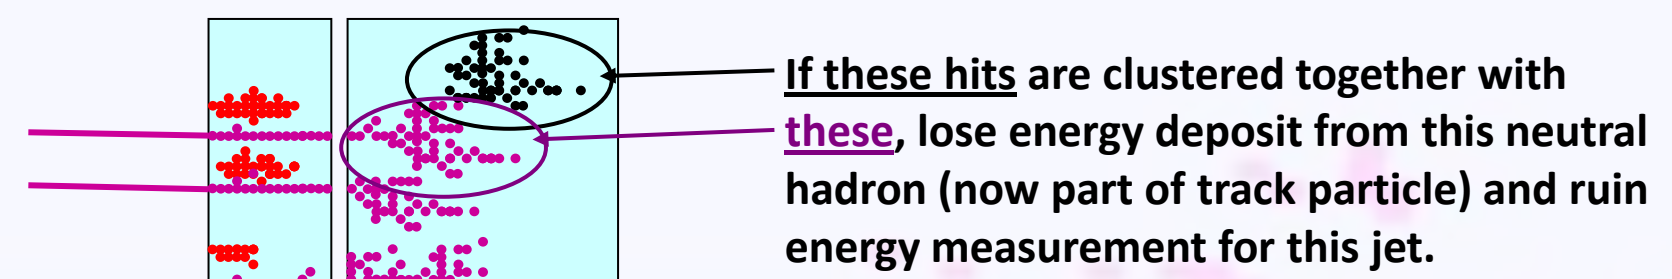 If these hits are clustered together with
these, lose energy deposit from this neutral
hadron (now part of track particle) and ruin
energy measurement for this jet.